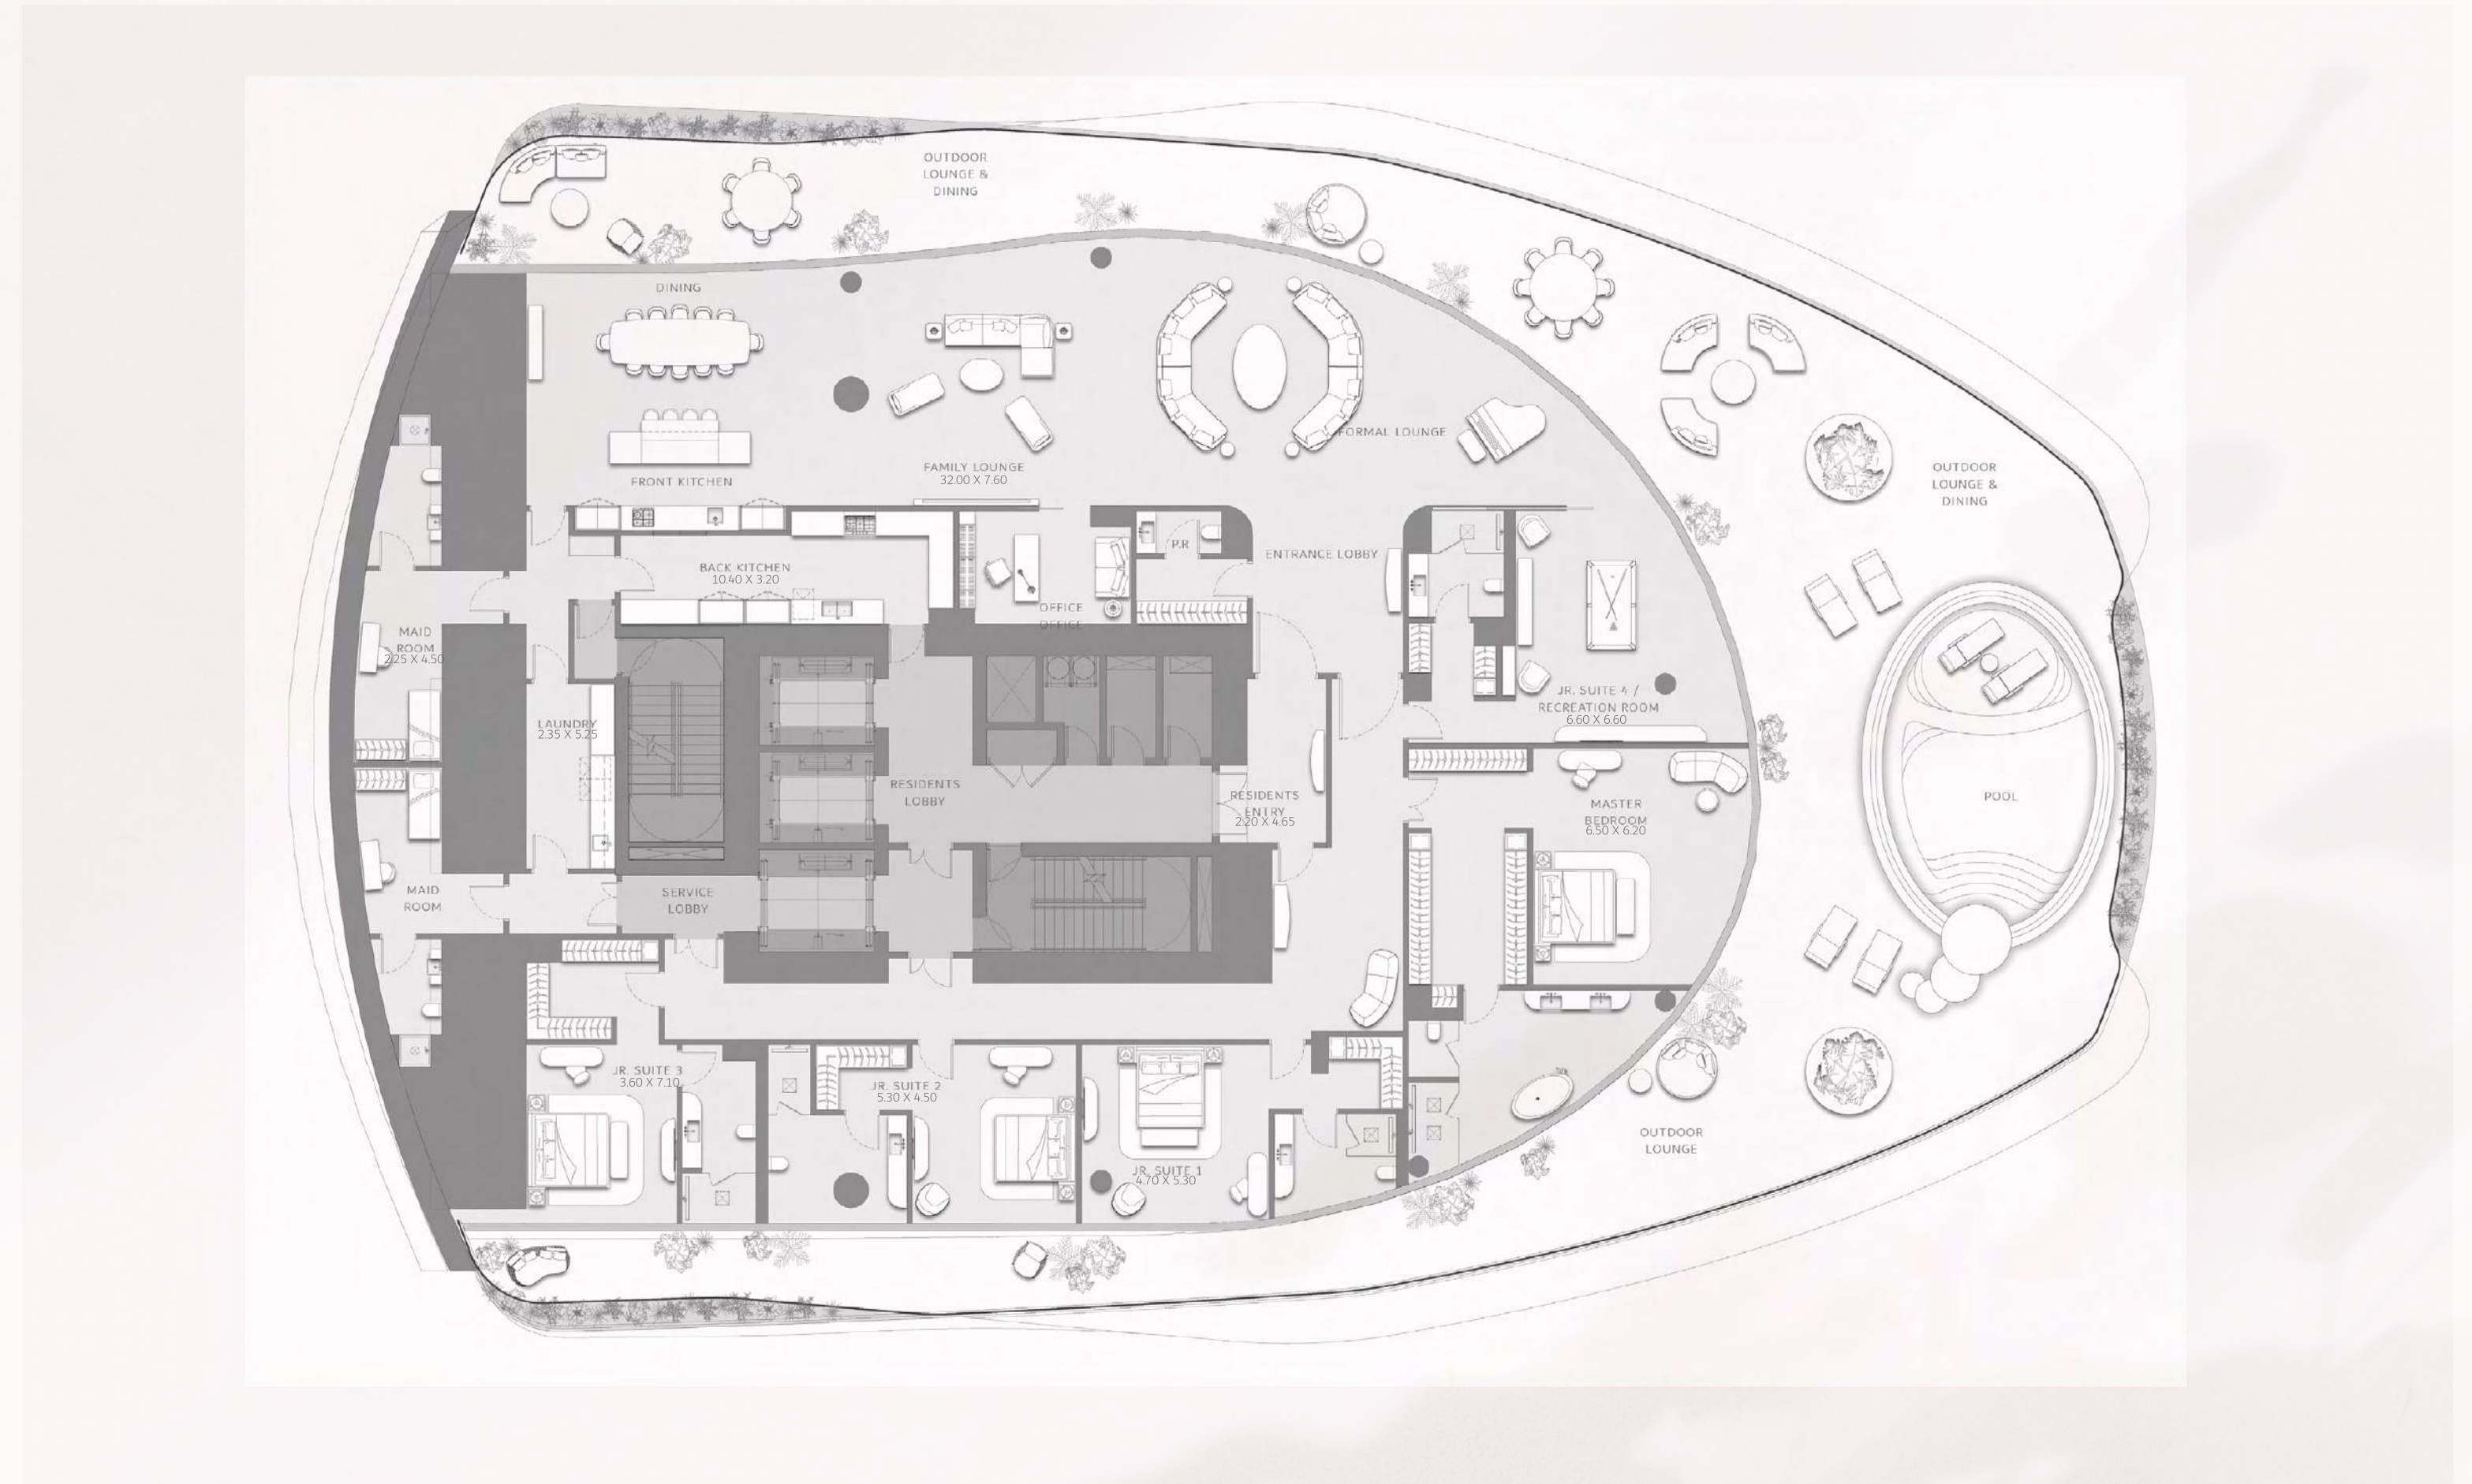 OUTDOOR
LOUNGE &
DINING
DINING
FORMAL LOUNGE
FAMILY LOUNGE
32.00 X 7.60
FRONT KITCHEN
OUTDOOR
LOUNGE &
DINING
P.R
ENTRANCE LOBBY
BACK KITCHEN
10.40 X 3.20
OFFICE
OFFICE
MAID
ROOM
2.25 X 4.50
JR. SUITE 4 /
RECREATION ROOM
6.60 X 6.60
LAUNDRY
2.35 X 5.25
RESIDENTS
LOBBY
RESIDENTS
ENTRY
2.20 X 4.65
MASTER
BEDROOM
6.50 X 6.20
POOL
MAID
ROOM
SERVICE
LOBBY
JR. SUITE 3
3.60 X 7.10
JR. SUITE 2
5.30 X 4.50
JR. SUITE 1
4.70 X 5.30
OUTDOOR
LOUNGE